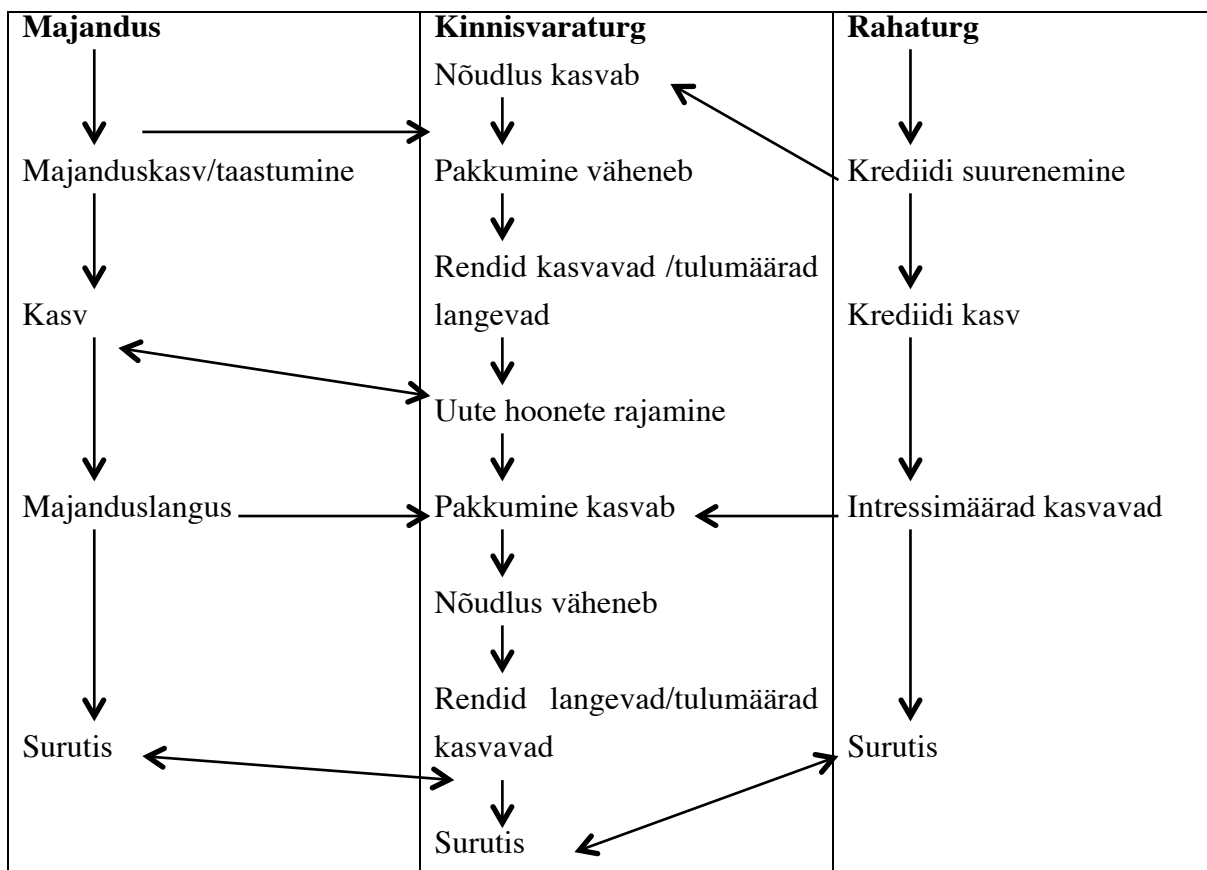 Majandus
Majanduskasv/taastumine
Kasv
Majanduslangus
Surutis
Kinnisvaraturg
Nõudlus kasvab
Pakkumine väheneb
Rendid kasvavad /tulumäärad
langevad
Uute hoonete rajamine
Pakkumine kasvab
Nõudlus väheneb
Rendid langevad/tulumäärad
kasvavad
Surutis
Rahaturg
Krediidi suurenemine
Krediidi kasv
Intressimäärad kasvavad
Surutis